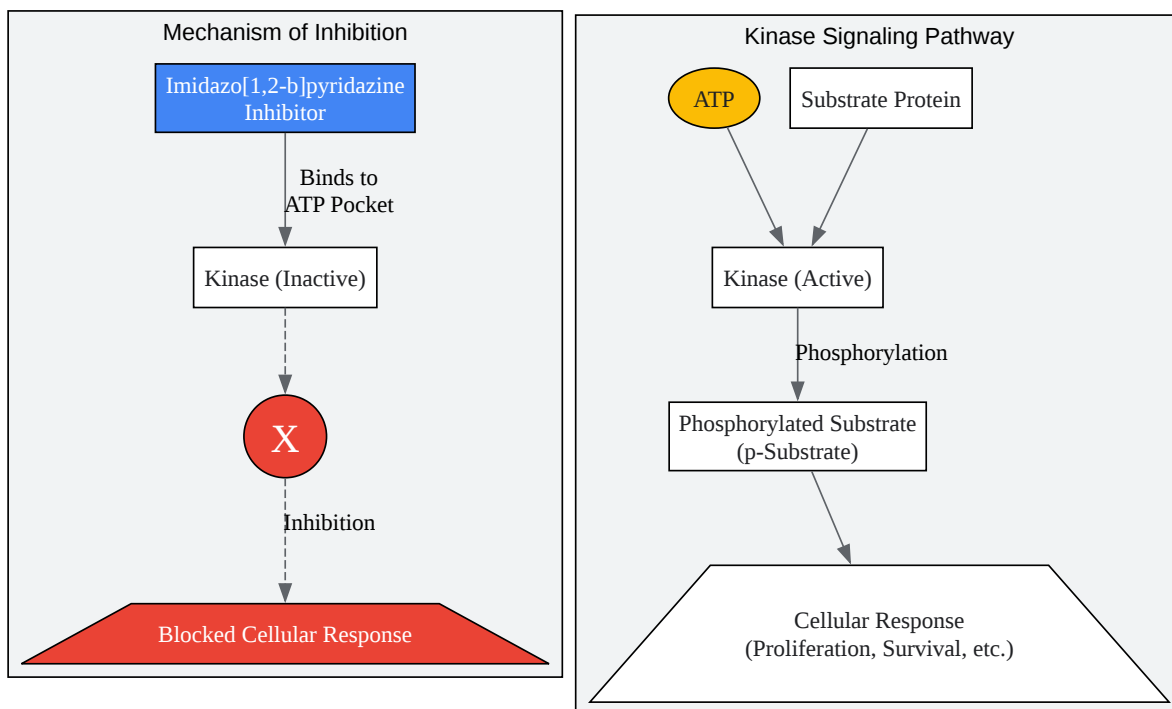 Mechanism of Inhibition
Imidazo[1,2-b]pyridazine
Inhibitor
Binds to
ATP Pocket
Kinase (Inactive)
X
Inhibition
Blocked Cellular Response
Kinase Signaling Pathway
ATP
Substrate Protein
Kinase (Active)
Phosphorylation
Phosphorylated Substrate
(p-Substrate)
Cellular Response
(Proliferation, Survival, etc.)